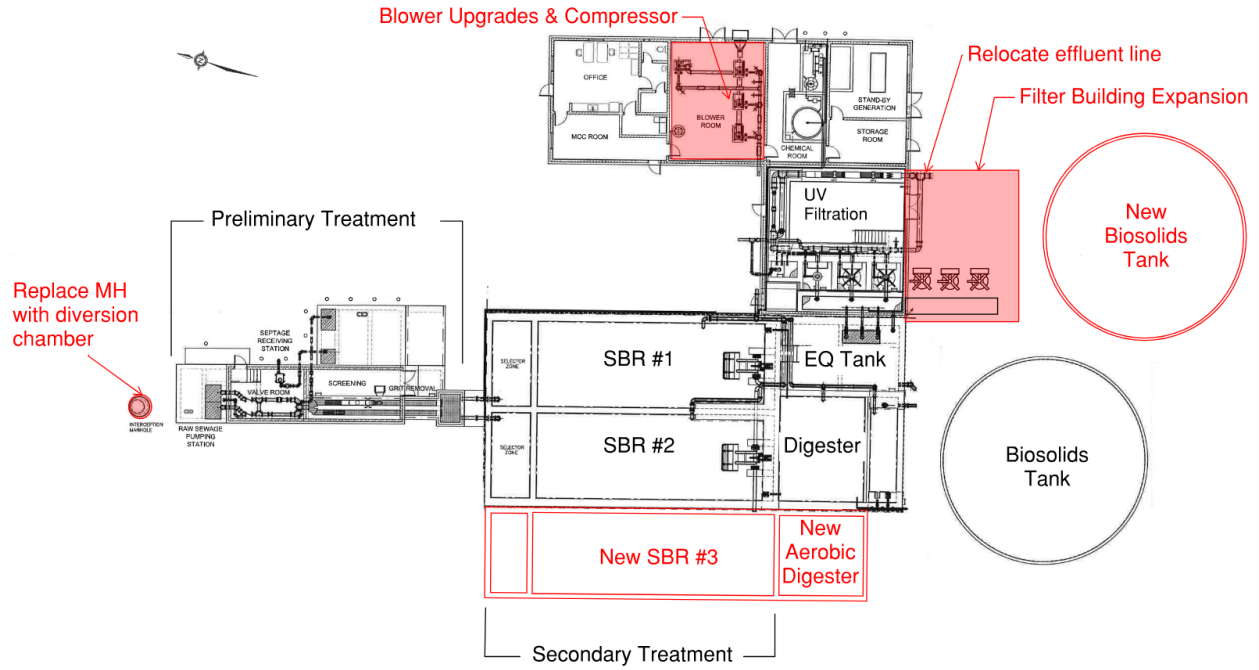 Blower Upgrades & Compressor
Relocate effluent line
Filter Building Expansion
OFFICE
MCC ROOM
BLOWER
ROOM
CHEMICAL
ROOM
STAND-BY
GENERATION
STORAGE
ROOM
UV
Filtration
New
Biosolids
Tank
Preliminary Treatment
Replace MH
with diversion
chamber
SEPTAGE
RECEIVING
STATION
VALVE ROOM
SCREENING
GRIT REMOVAL
INTERCEPTION
MANHOLE
RAW SEWAGE
PUMPING
STATION
SELECTOR
ZONE
SBR #1
EQ Tank
SELECTOR
ZONE
SBR #2
Digester
Biosolids
Tank
New SBR #3
New
Aerobic
Digester
Secondary Treatment